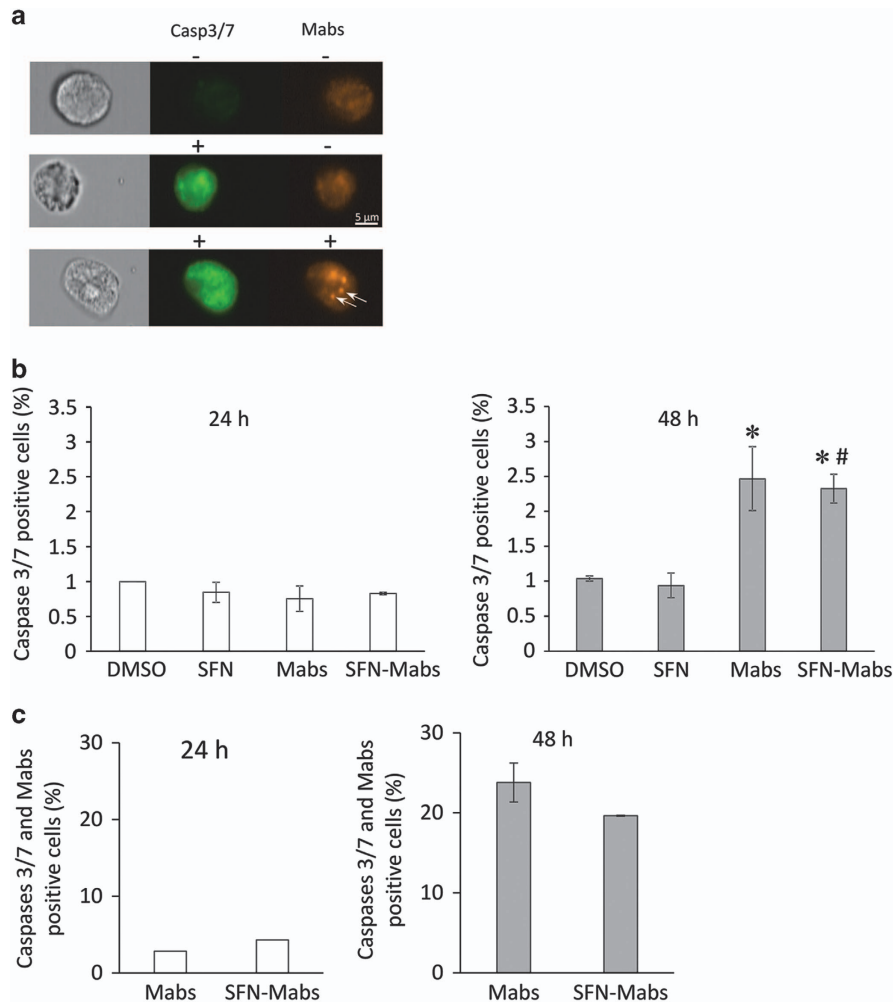 a
Casp3/7 Mabs
- -
+ -
5 µm
+ +
b
Caspase 3/7 positive cells (%)
3.5
3
2.5
2
1.5
1
0.5
0
24 h
DMSO SFN Mabs SFN-Mabs
Caspase 3/7 positive cells (%)
3.5
3
2.5
2
1.5
1
0.5
0
48 h
*
* #
DMSO SFN Mabs SFN-Mabs
c
Caspases 3/7 and Mabs
positive cells (%)
30
20
10
0
24 h
Mabs SFN-Mabs
Caspases 3/7 and Mabs
positive cells (%)
30
20
10
0
48 h
Mabs SFN-Mabs